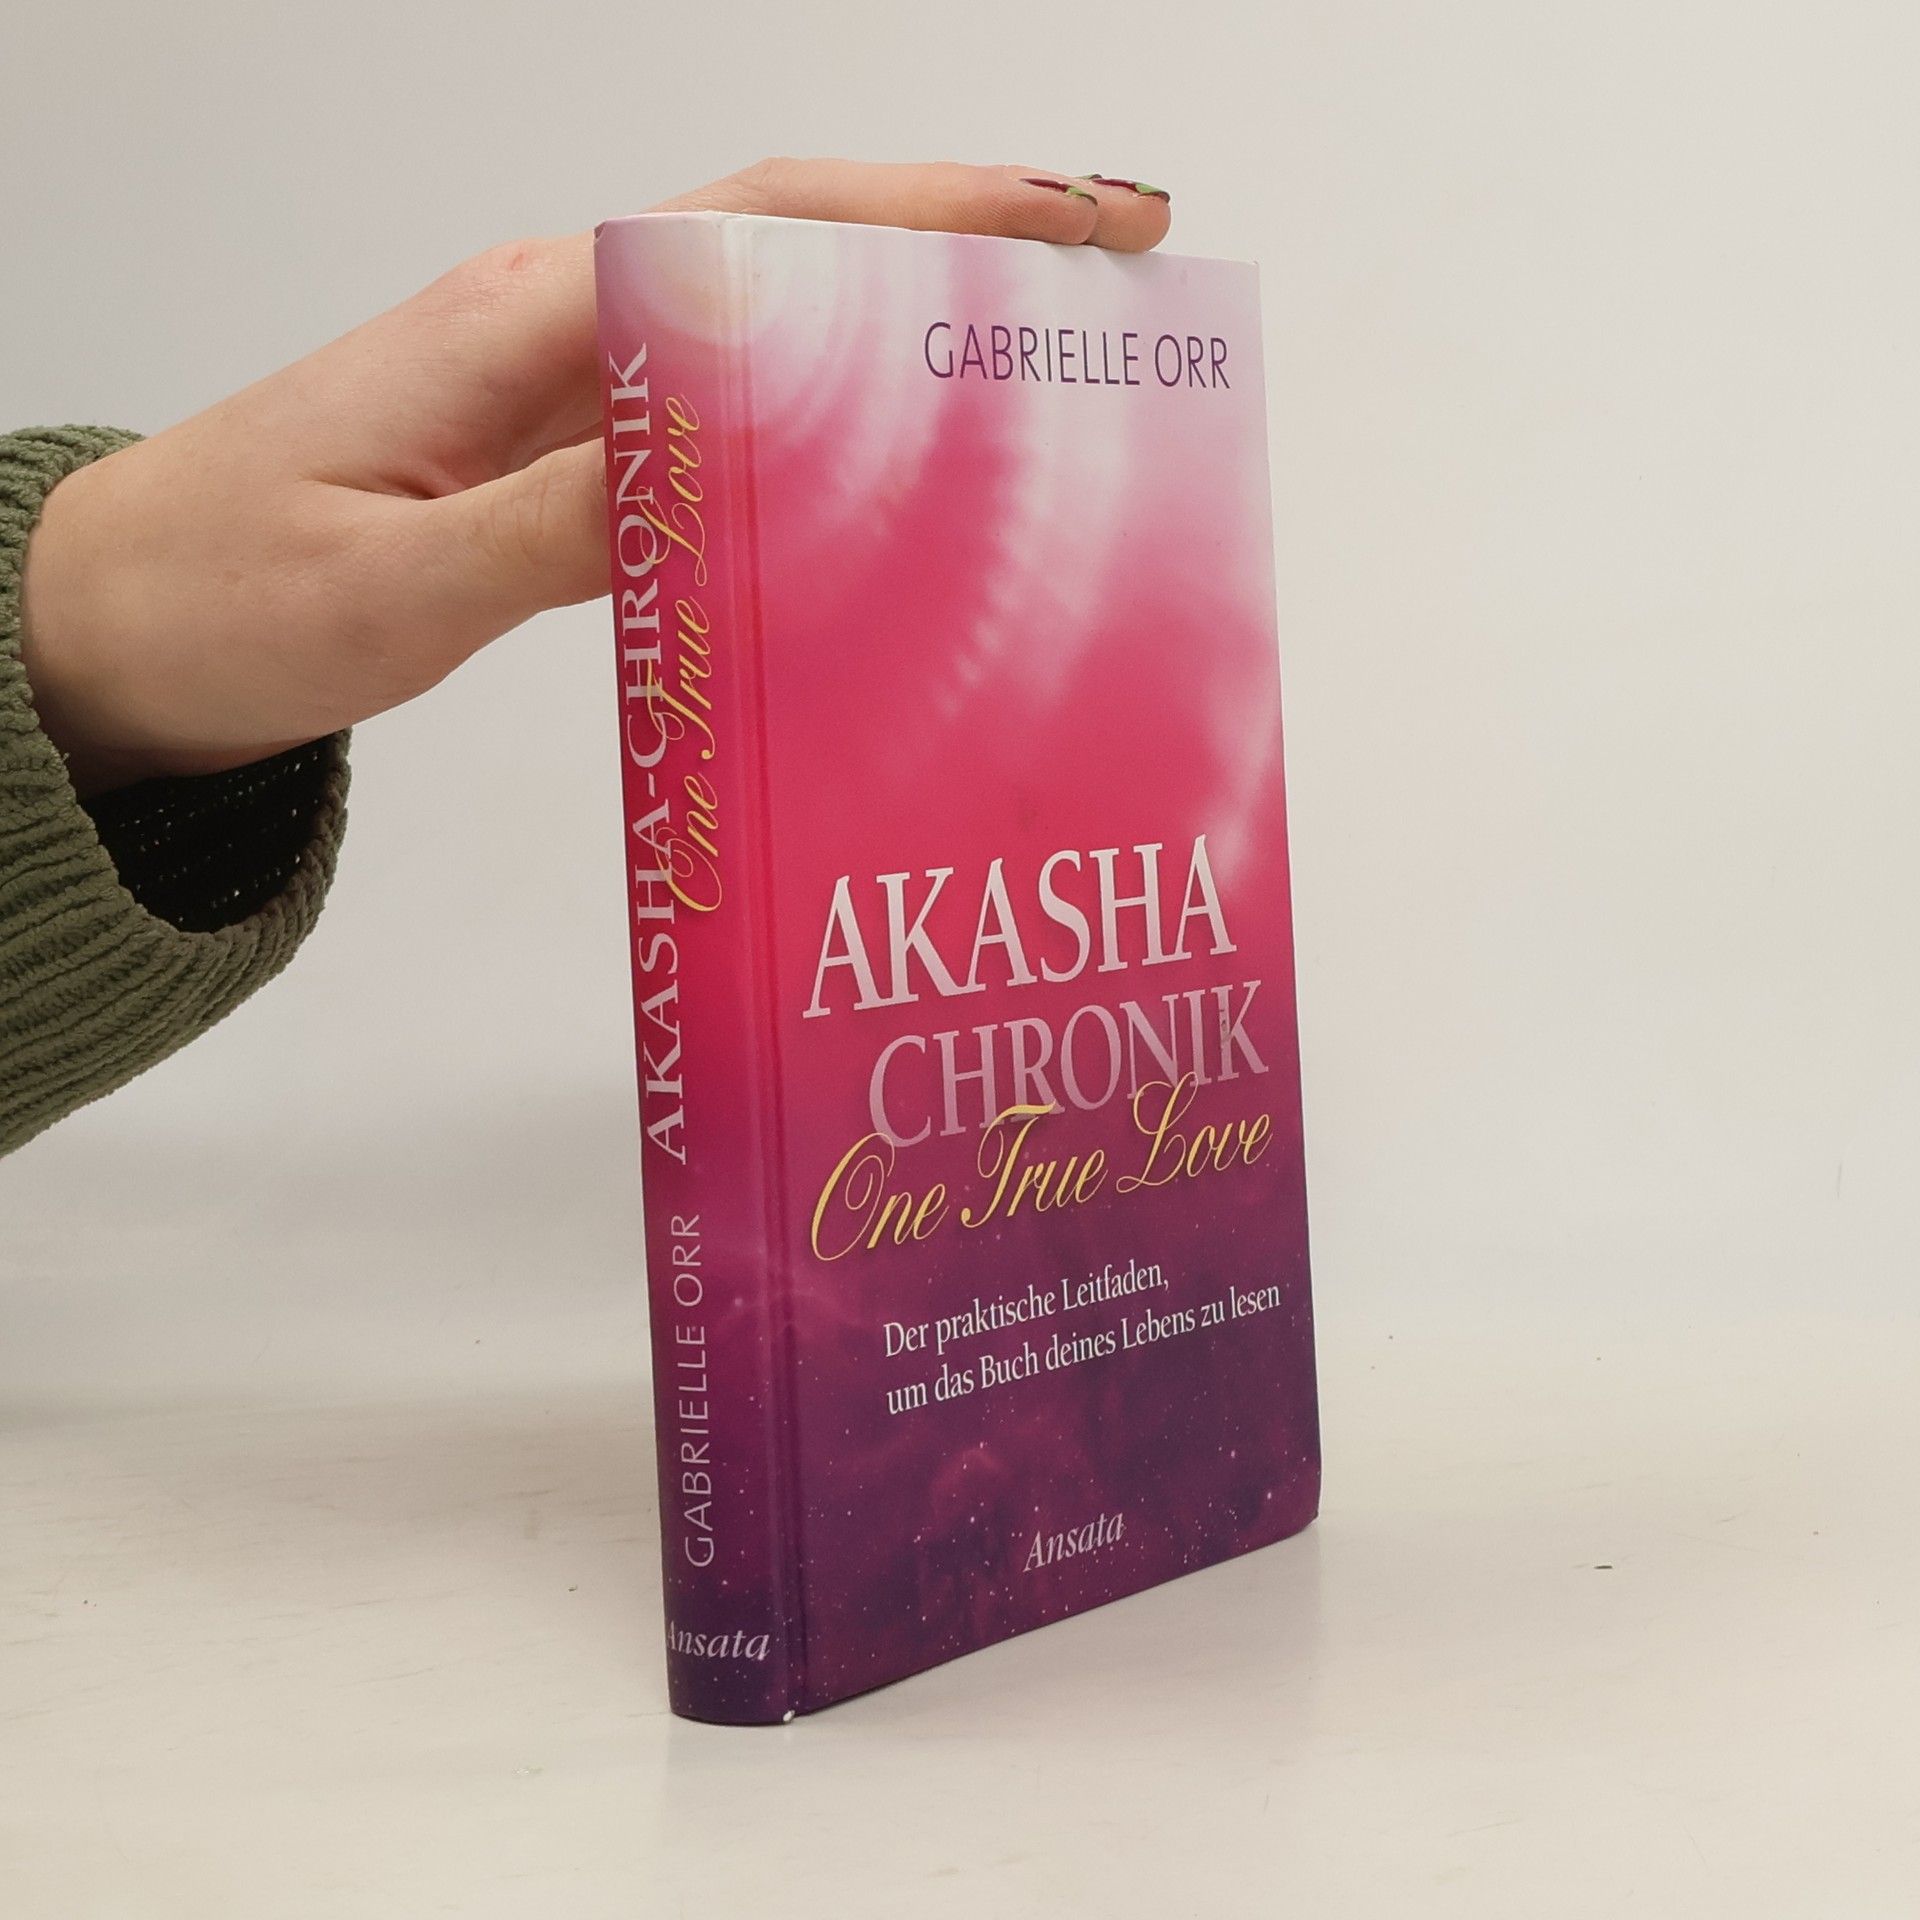 GABRIELLE ORR
AKASHA
CHRONIK
One True Love
Der praktische Leitfaden,
um das Buch deines Lebens zu lesen
Ansata
GABRIELLE ORR AKASHA-CHRONIK
One True Love
Ansata